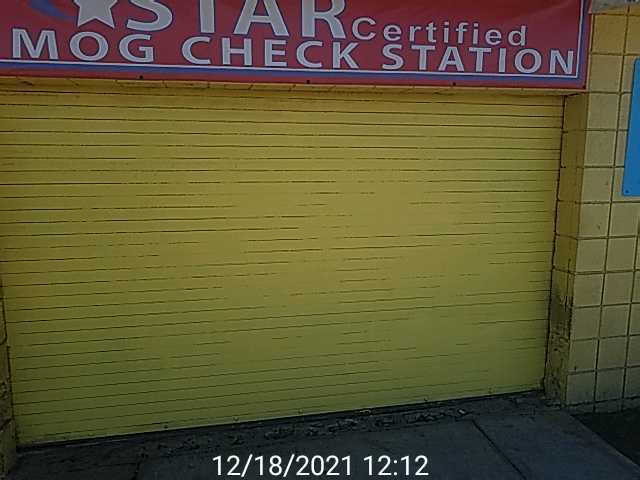 STAR Certified
MOG CHECK STATION
12/18/2021 12:12